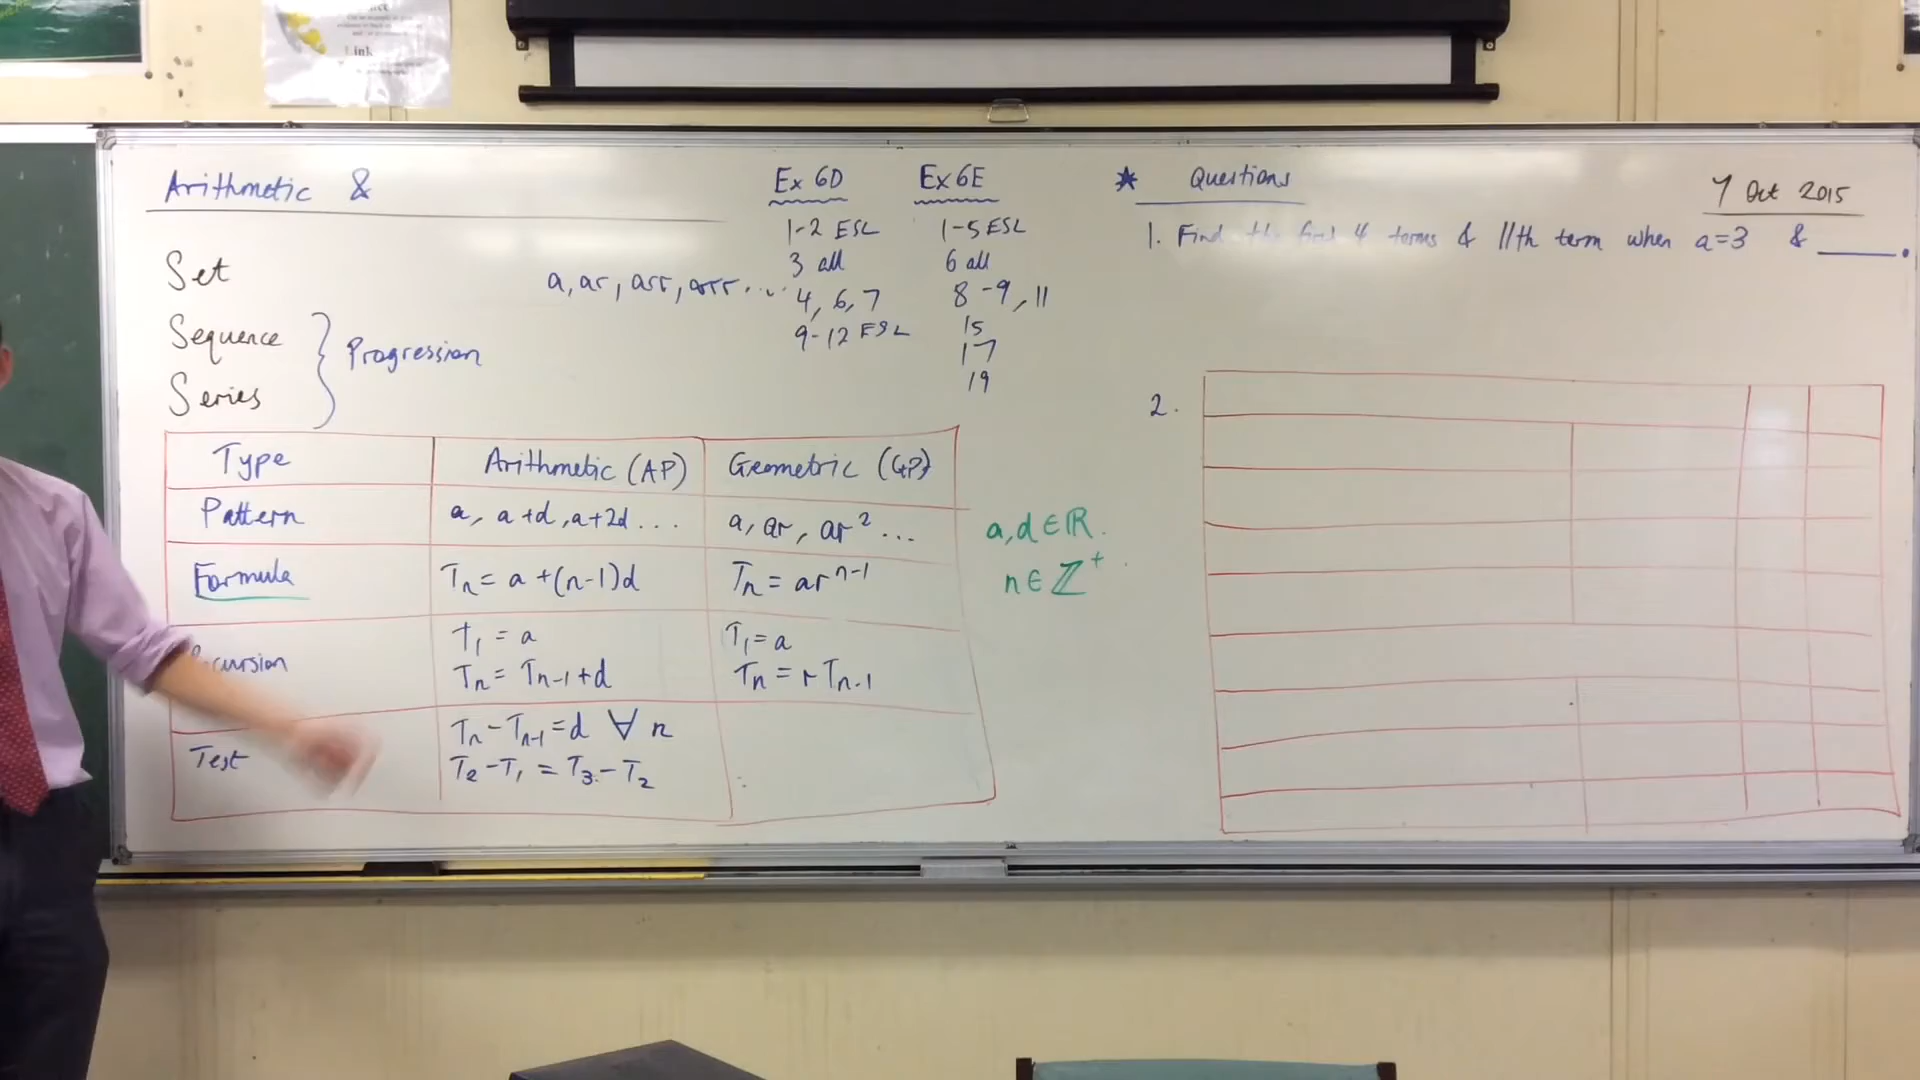 Link
Arithmetic &
Set
Sequence
Series
Progression
a, ar, arr, arrr.....
Ex 6D
1-2 ESL
3 all
4, 6, 7
9-12 ESL
Ex 6E
1-5 ESL
6 all
8-9, 11
15
17
19
Type Arithmetic (AP) Geometric (GP)
Pattern a, a+d, a+2d... a, ar, ar²...
Formula Tₙ = a+(n-1)d Tₙ = arⁿ⁻¹
T₁ = a T₁ = a
Tₙ = Tₙ₋₁+d Tₙ = rTₙ₋₁
Test Tₙ-Tₙ₋₁=d ∀ n
T₂-T₁ = T₃-T₂
a,d∈ℝ.
n∈ℤ⁺
* Questions
7 Oct 2015
1. Find the first 4 terms & 11th term when a=3 & ______.
2.